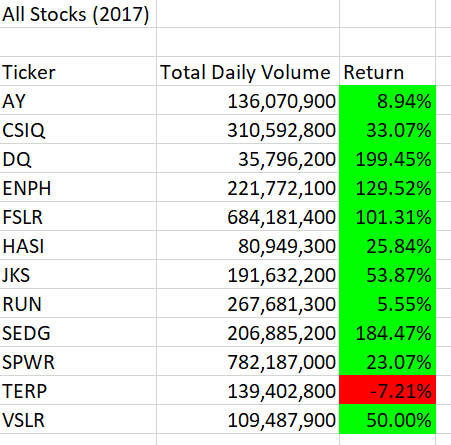 All Stocks (2017)
Ticker Total Daily Volume Return
AY 136,070,900 8.94%
CSIQ 310,592,800 33.07%
DQ 35,796,200 199.45%
ENPH 221,772,100 129.52%
FSLR 684,181,400 101.31%
HASI 80,949,300 25.84%
JKS 191,632,200 53.87%
RUN 267,681,300 5.55%
SEDG 206,885,200 184.47%
SPWR 782,187,000 23.07%
TERP 139,402,800 -7.21%
VSLR 109,487,900 50.00%